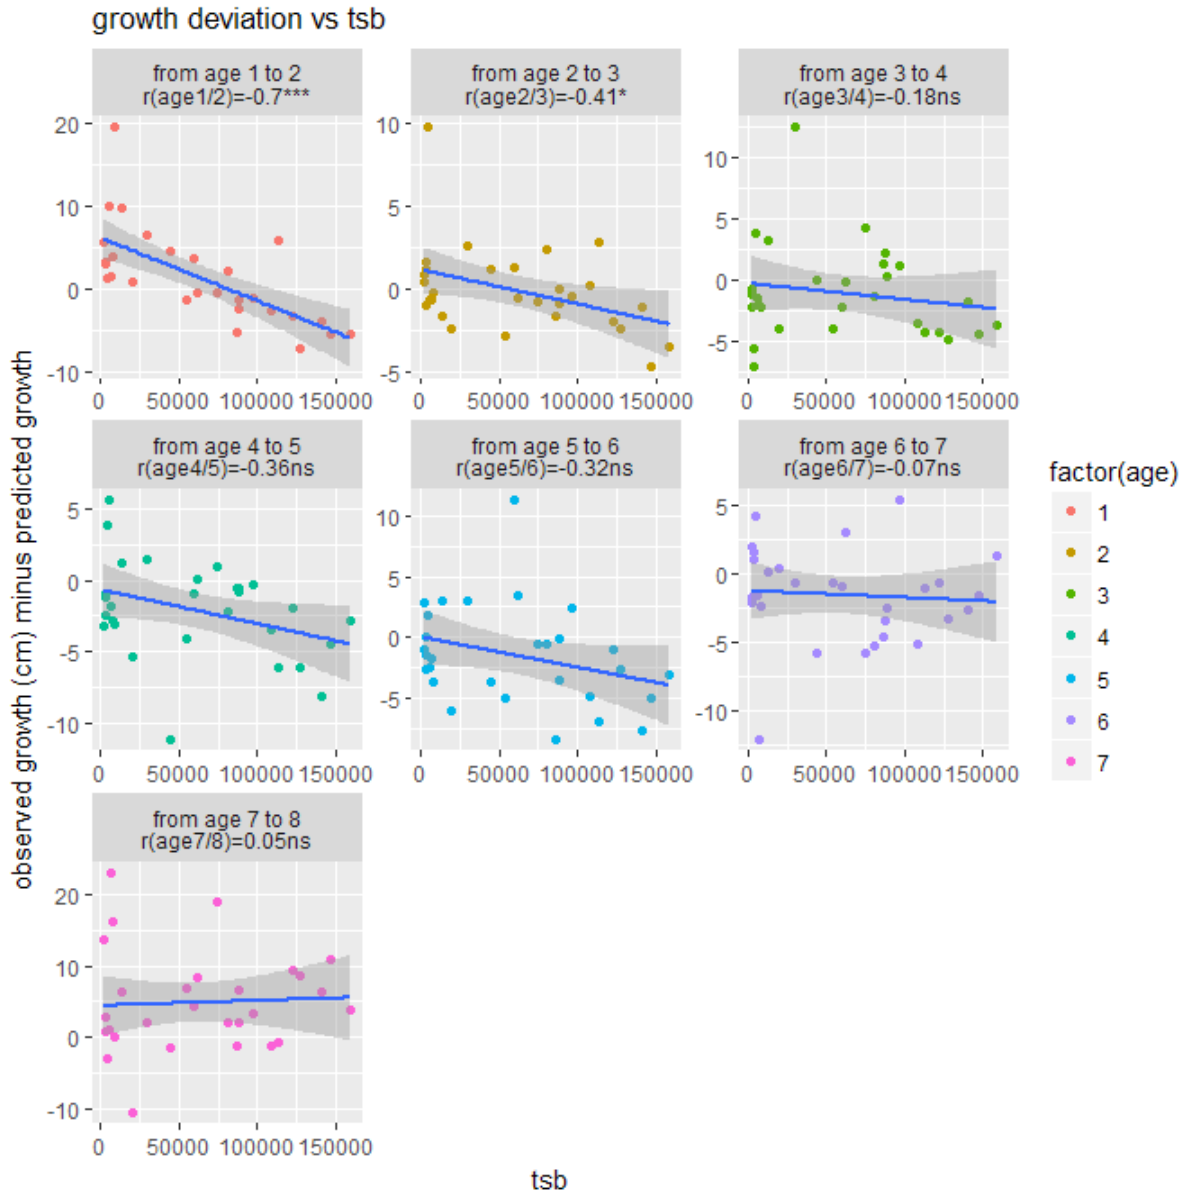 growth deviation vs tsb
from age 1 to 2
r(age1/2)=-0.7***
from age 2 to 3
r(age2/3)=-0.41*
from age 3 to 4
r(age3/4)=-0.18ns
20
10
0
-10
10
5
0
-5
10
5
0
-5
0 50000 100000 150000
0 50000 100000 150000
0 50000 100000 150000
from age 4 to 5
r(age4/5)=-0.36ns
from age 5 to 6
r(age5/6)=-0.32ns
from age 6 to 7
r(age6/7)=-0.07ns
5
0
-5
-10
10
5
0
-5
5
0
-5
-10
0 50000 100000 150000
0 50000 100000 150000
0 50000 100000 150000
from age 7 to 8
r(age7/8)=0.05ns
20
10
0
-10
0 50000 100000 150000
observed growth (cm) minus predicted growth
tsb
factor(age)
1
2
3
4
5
6
7